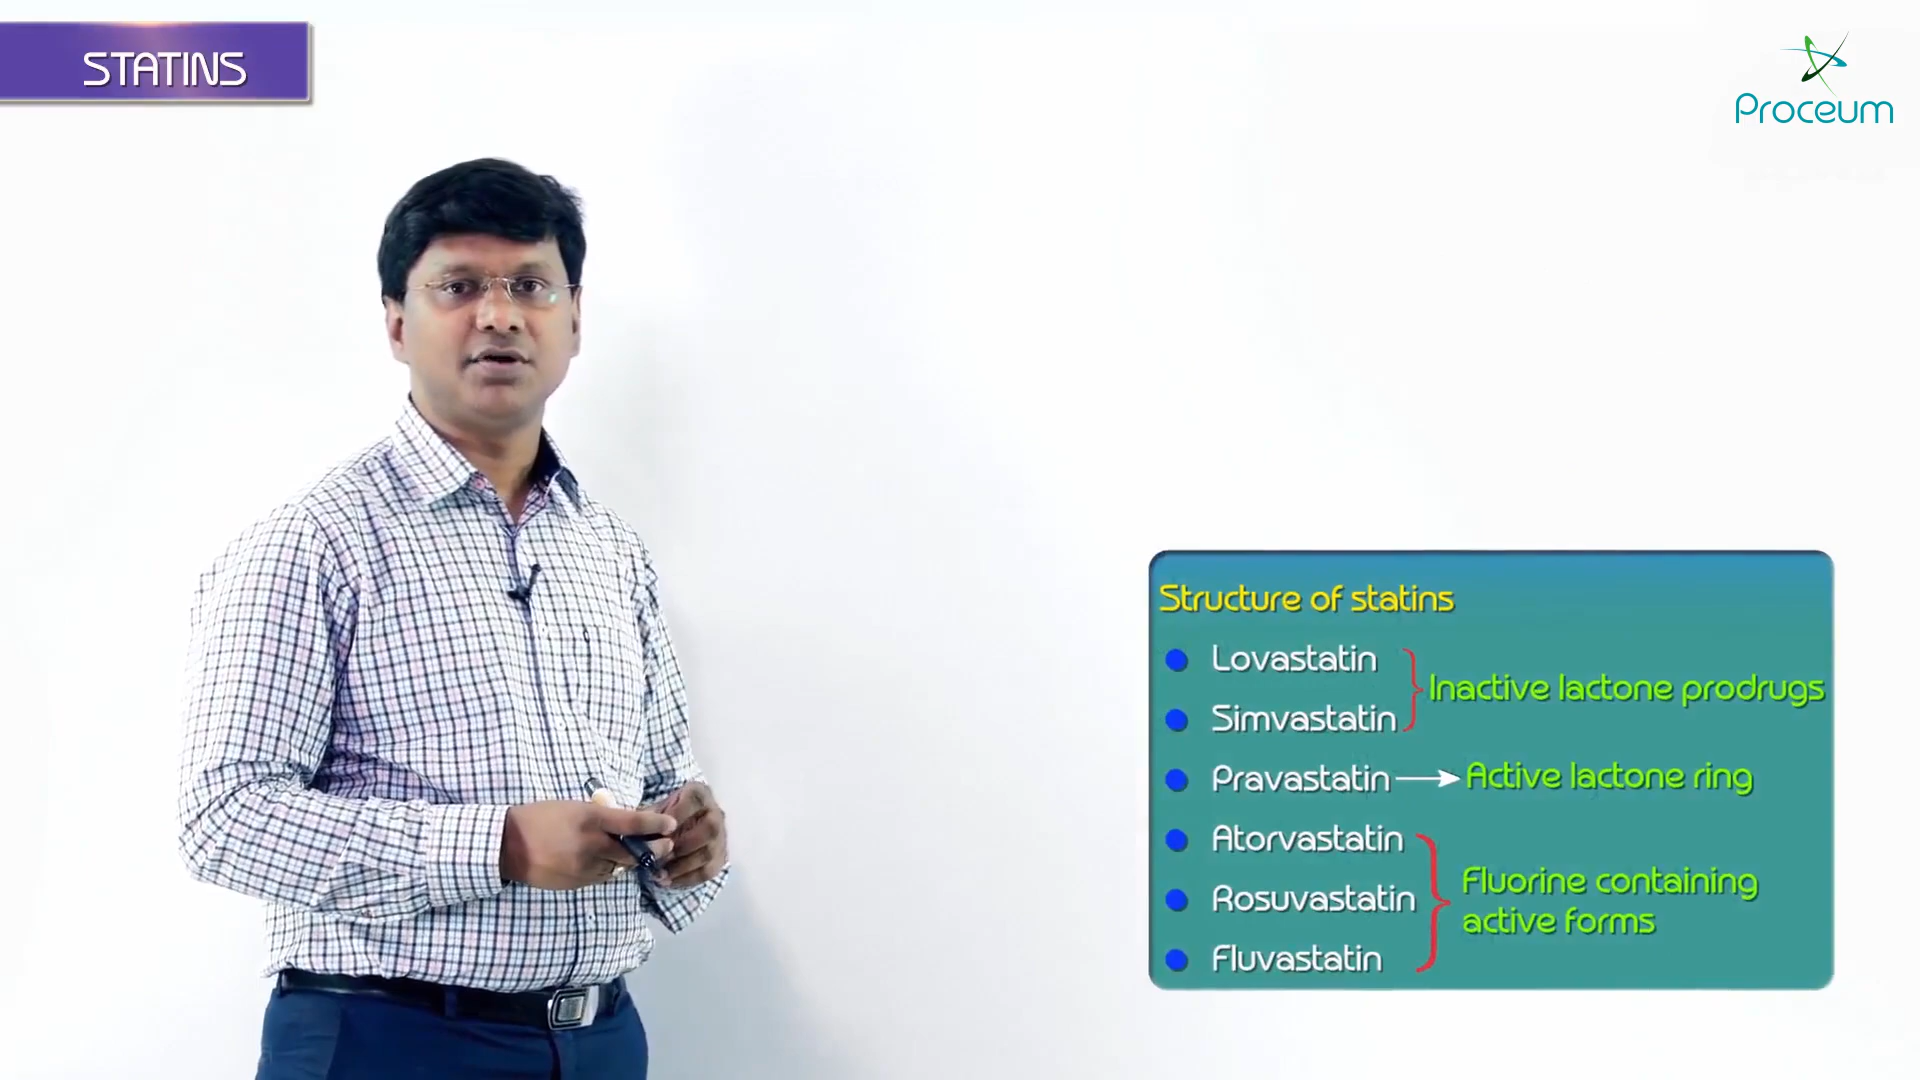 STATINS
Proceum
Structure of statins
Lovastatin
Simvastatin
Inactive lactone prodrugs
Pravastatin
Active lactone ring
Atorvastatin
Rosuvastatin
Fluvastatin
Fluorine containing
active forms